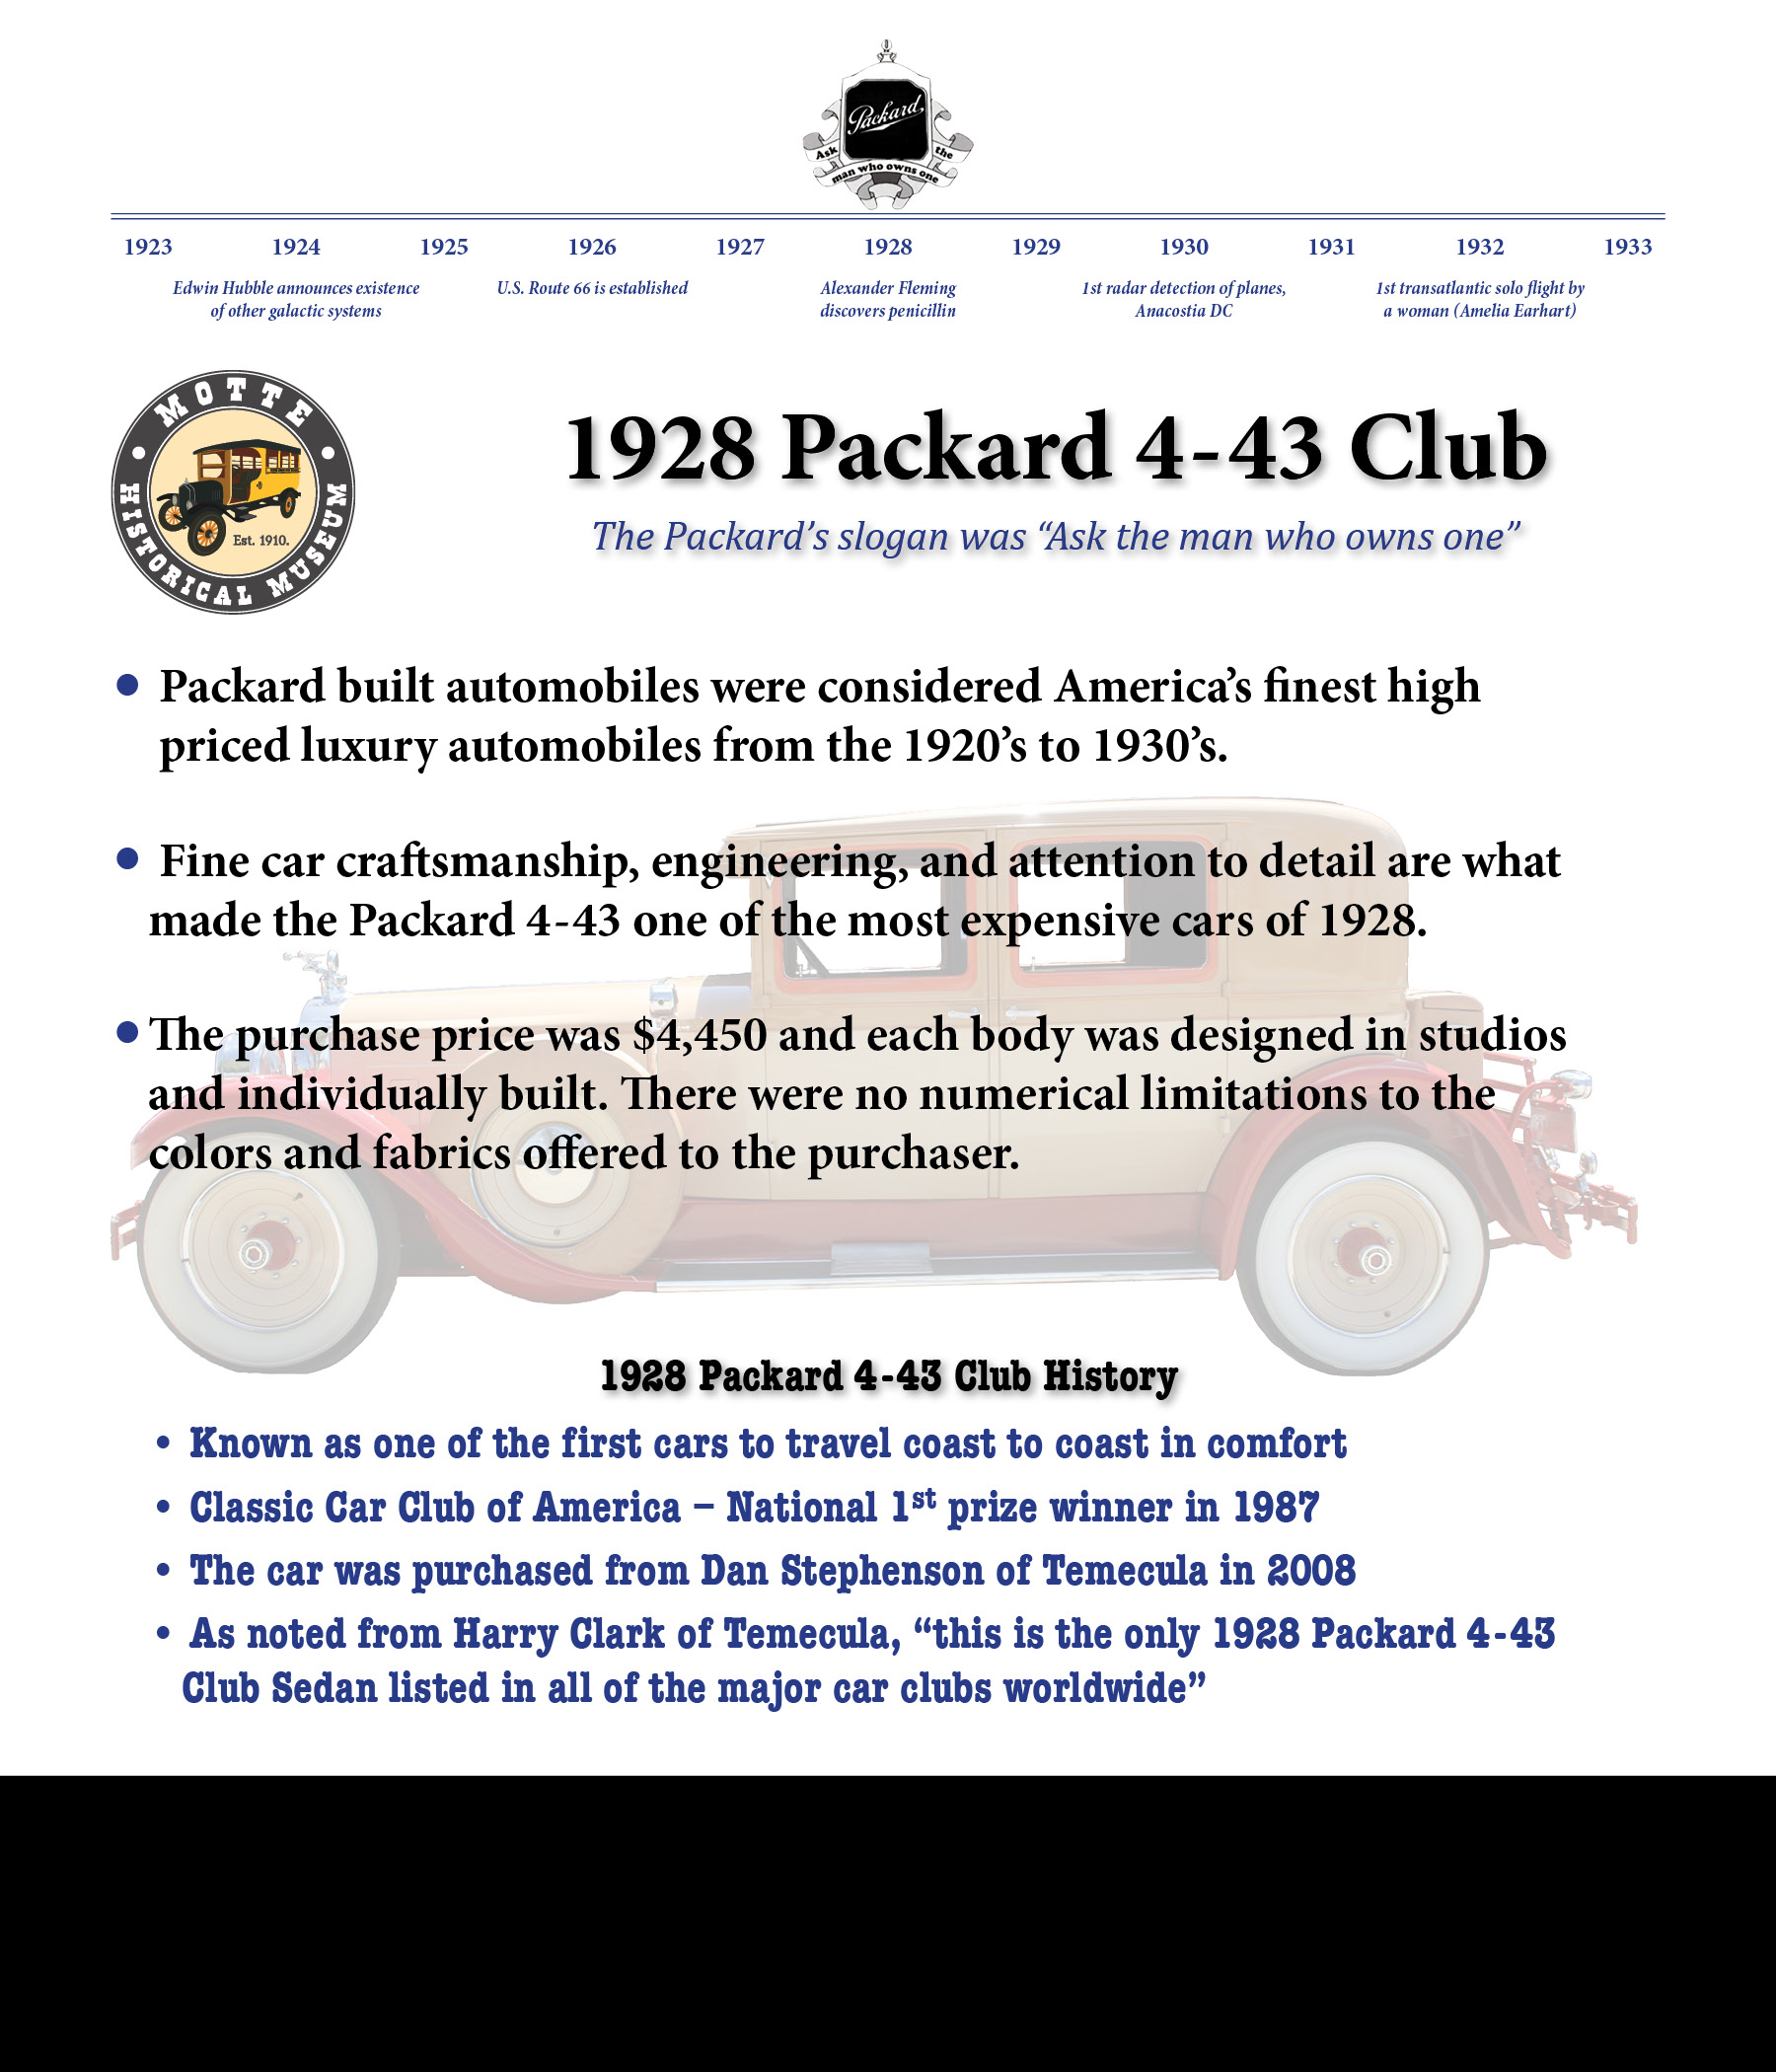 Packard
Ask the
man who owns one
1923 1924 1925 1926 1927 1928 1929 1930 1931 1932 1933
Edwin Hubble announces existence
of other galactic systems
U.S. Route 66 is established
Alexander Fleming
discovers penicillin
1st radar detection of planes,
Anacostia DC
1st transatlantic solo flight by
a woman (Amelia Earhart)
MOTTE
HISTORICAL MUSEUM
Est. 1910.
1928 Packard 4-43 Club
The Packard’s slogan was “Ask the man who owns one”
• Packard built automobiles were considered America’s finest high
priced luxury automobiles from the 1920’s to 1930’s.
• Fine car craftsmanship, engineering, and attention to detail are what
made the Packard 4-43 one of the most expensive cars of 1928.
• The purchase price was $4,450 and each body was designed in studios
and individually built. There were no numerical limitations to the
colors and fabrics offered to the purchaser.
1928 Packard 4-43 Club History
• Known as one of the first cars to travel coast to coast in comfort
• Classic Car Club of America – National 1st prize winner in 1987
• The car was purchased from Dan Stephenson of Temecula in 2008
• As noted from Harry Clark of Temecula, “this is the only 1928 Packard 4-43
Club Sedan listed in all of the major car clubs worldwide”